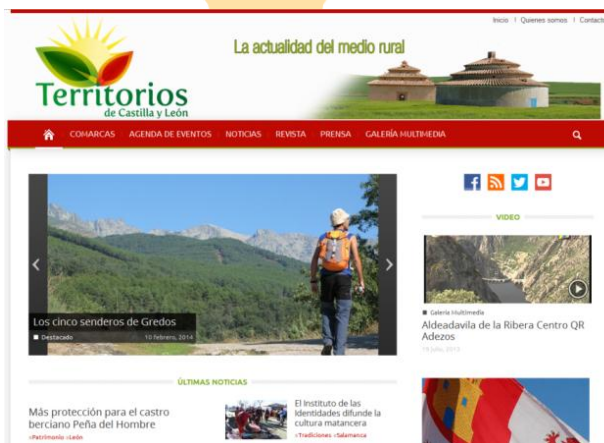 Inicio | Quienes somos | Contacto
La actualidad del medio rural
Territorios
de Castilla y León
COMARCAS AGENDA DE EVENTOS NOTICIAS REVISTA PRENSA GALERÍA MULTIMEDIA
VIDEO
Los cinco senderos de Gredos
Destacado 10 febrero, 2014
Galería Multimedia
Aldeadavila de la Ribera Centro QR
Adezos
ÚLTIMAS NOTICIAS
Más protección para el castro
berciano Peña del Hombre
»Patrimonio »León
El Instituto de las
Identidades difunde la
cultura matancera
»Tradiciones »Salamanca